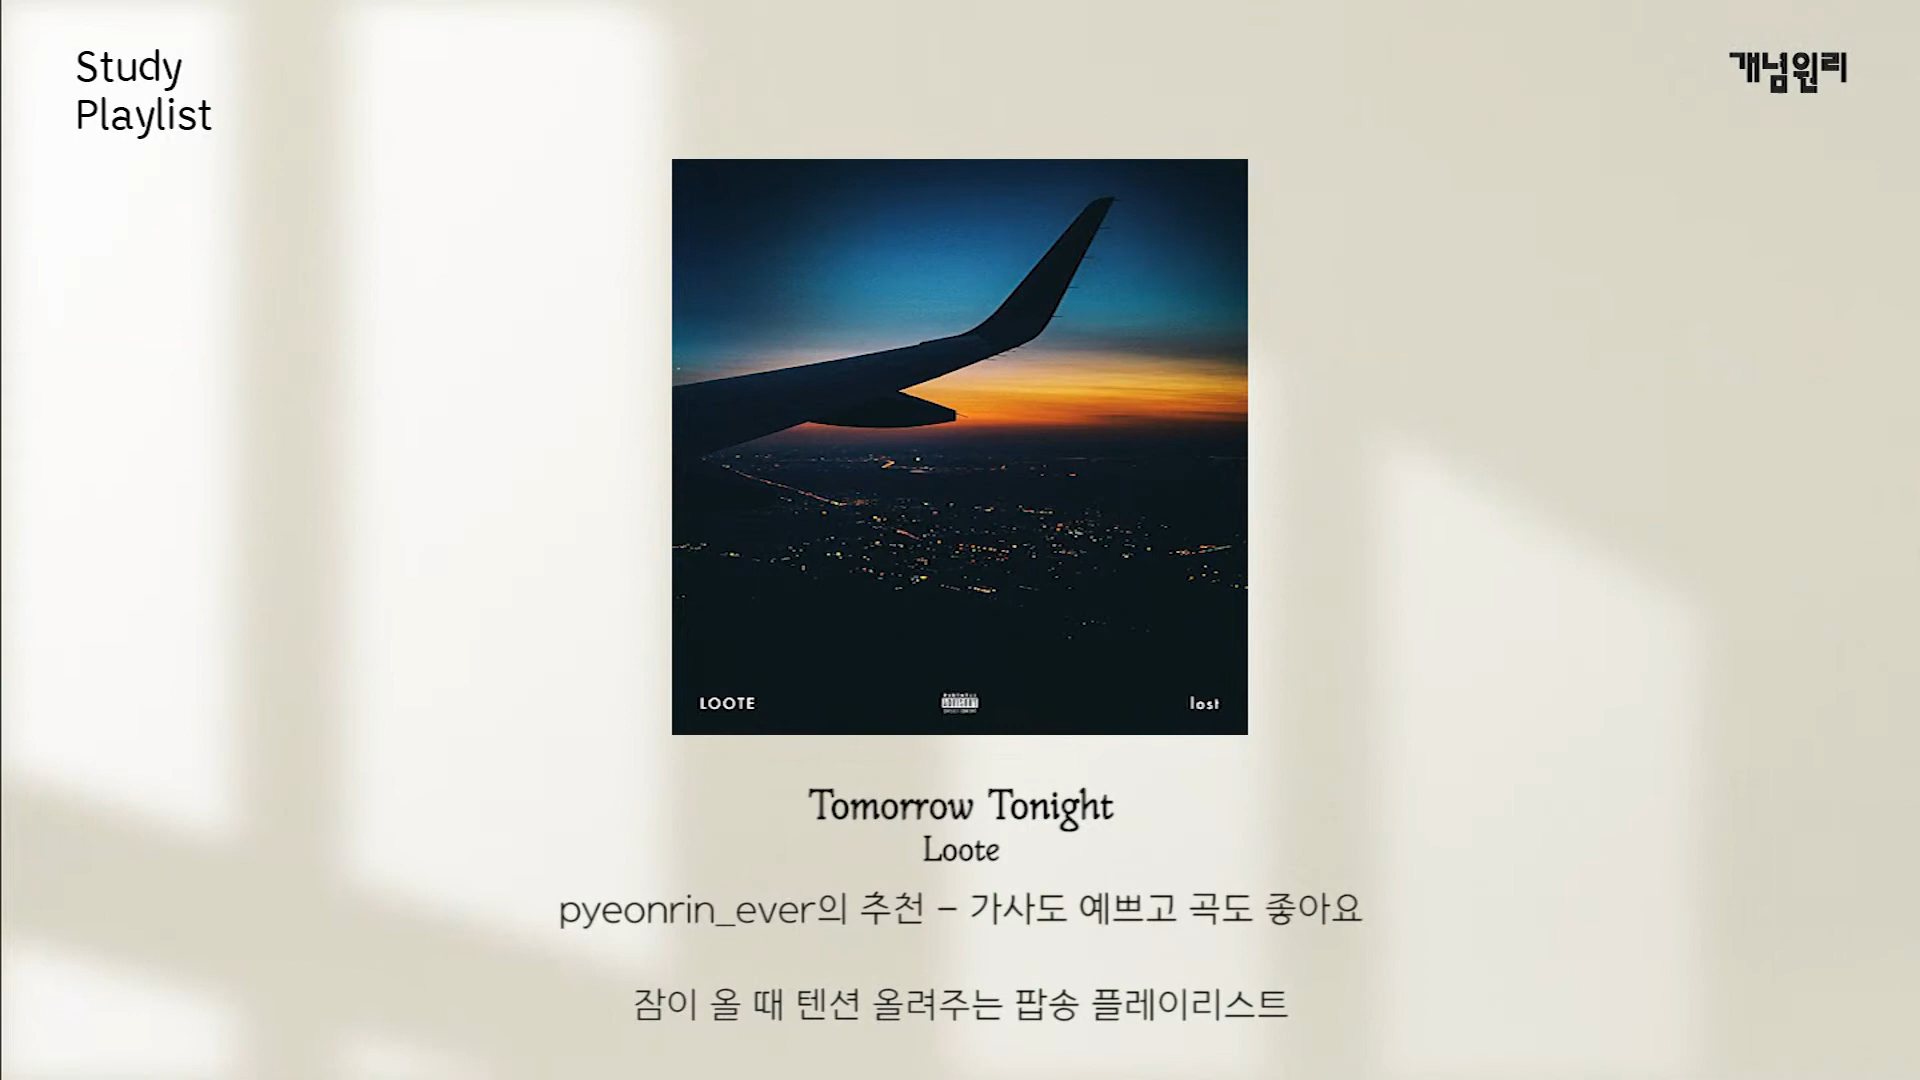 Study
Playlist
개념원리
LOOTE
ADVISORY
lost
Tomorrow Tonight
Loote
pyeonrin_ever의 추천 – 가사도 예쁘고 곡도 좋아요
잠이 올 때 텐션 올려주는 팝송 플레이리스트